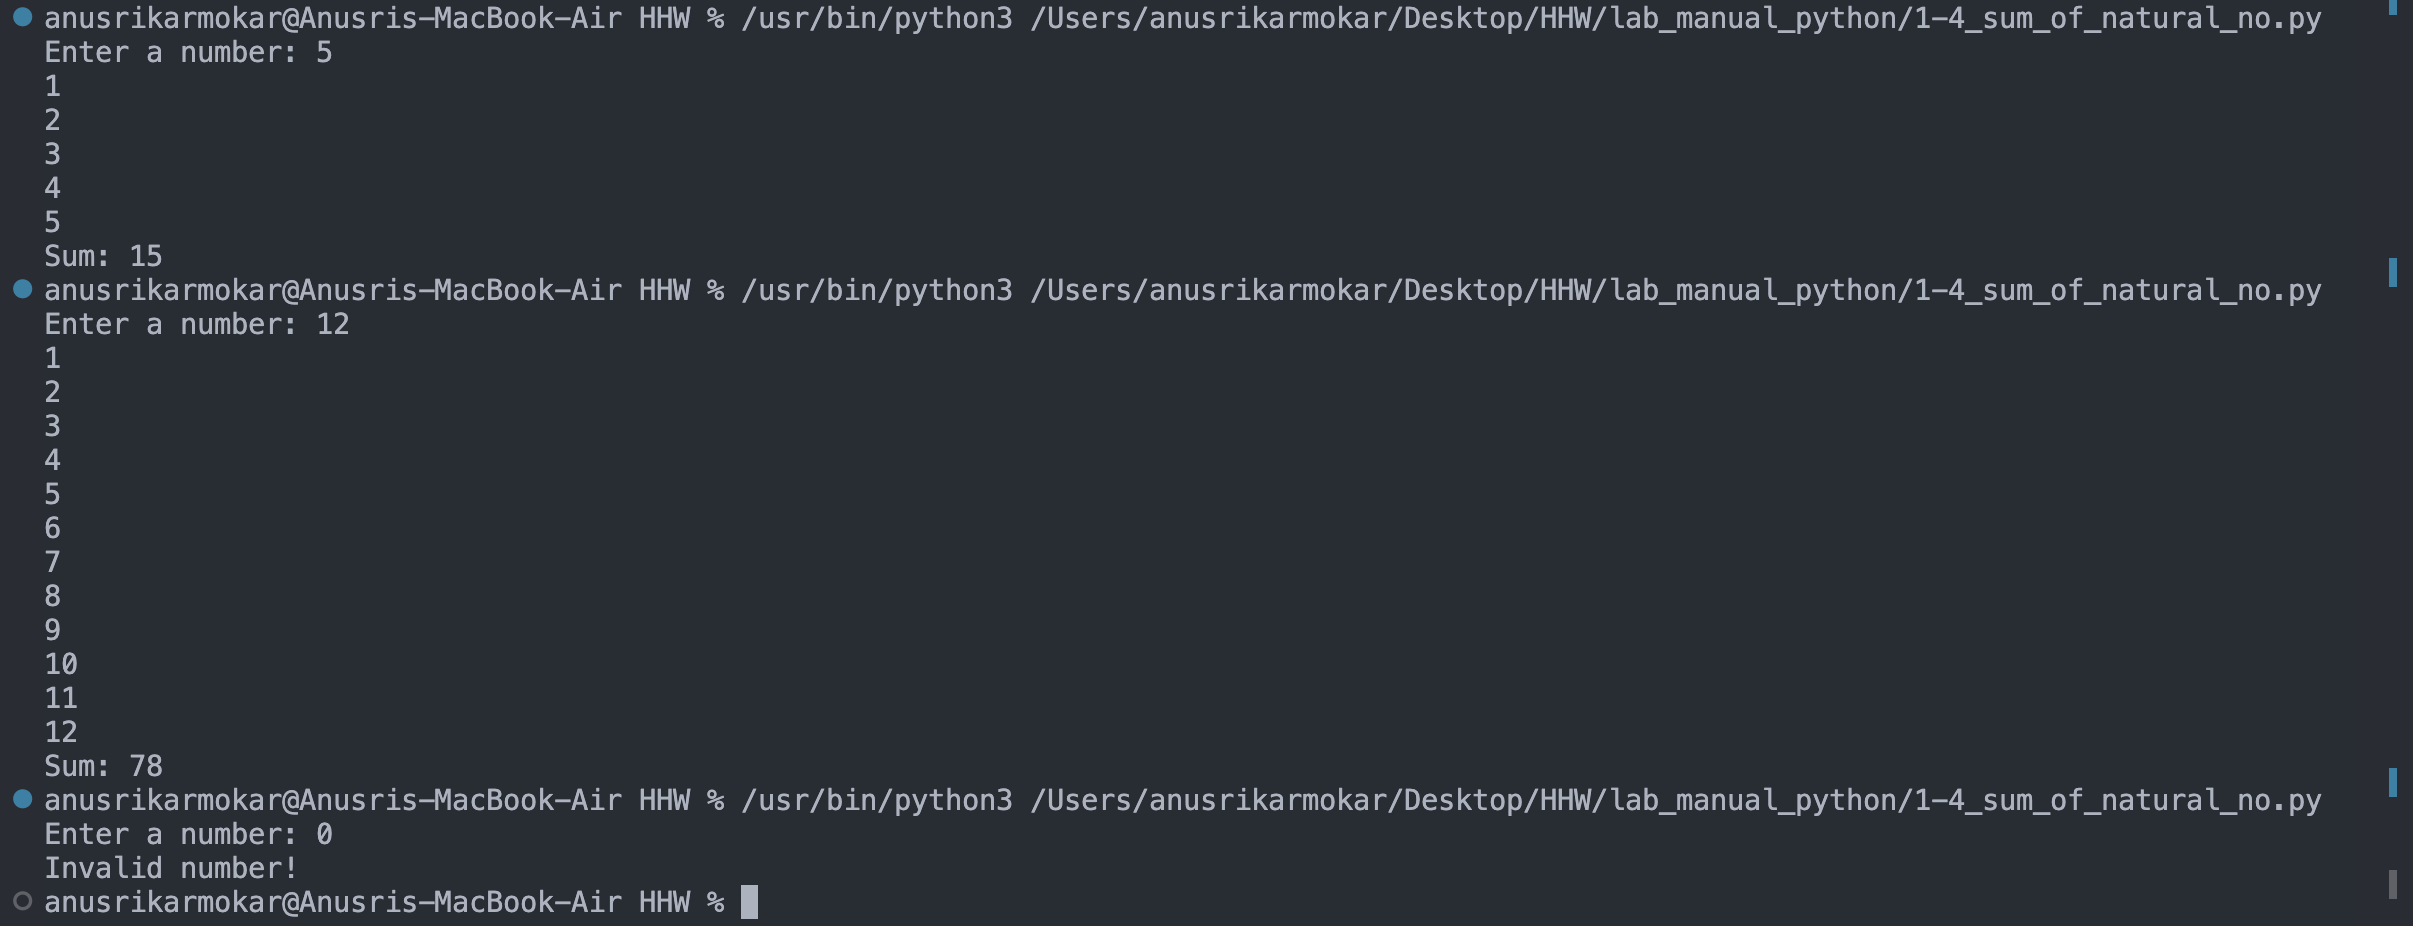 anusrikarmokar@Anusris-MacBook-Air HHW % /usr/bin/python3 /Users/anusrikarmokar/Desktop/HHW/lab_manual_python/1-4_sum_of_natural_no.py
Enter a number: 5
1
2
3
4
5
Sum: 15
anusrikarmokar@Anusris-MacBook-Air HHW % /usr/bin/python3 /Users/anusrikarmokar/Desktop/HHW/lab_manual_python/1-4_sum_of_natural_no.py
Enter a number: 12
1
2
3
4
5
6
7
8
9
10
11
12
Sum: 78
anusrikarmokar@Anusris-MacBook-Air HHW % /usr/bin/python3 /Users/anusrikarmokar/Desktop/HHW/lab_manual_python/1-4_sum_of_natural_no.py
Enter a number: 0
Invalid number!
anusrikarmokar@Anusris-MacBook-Air HHW %